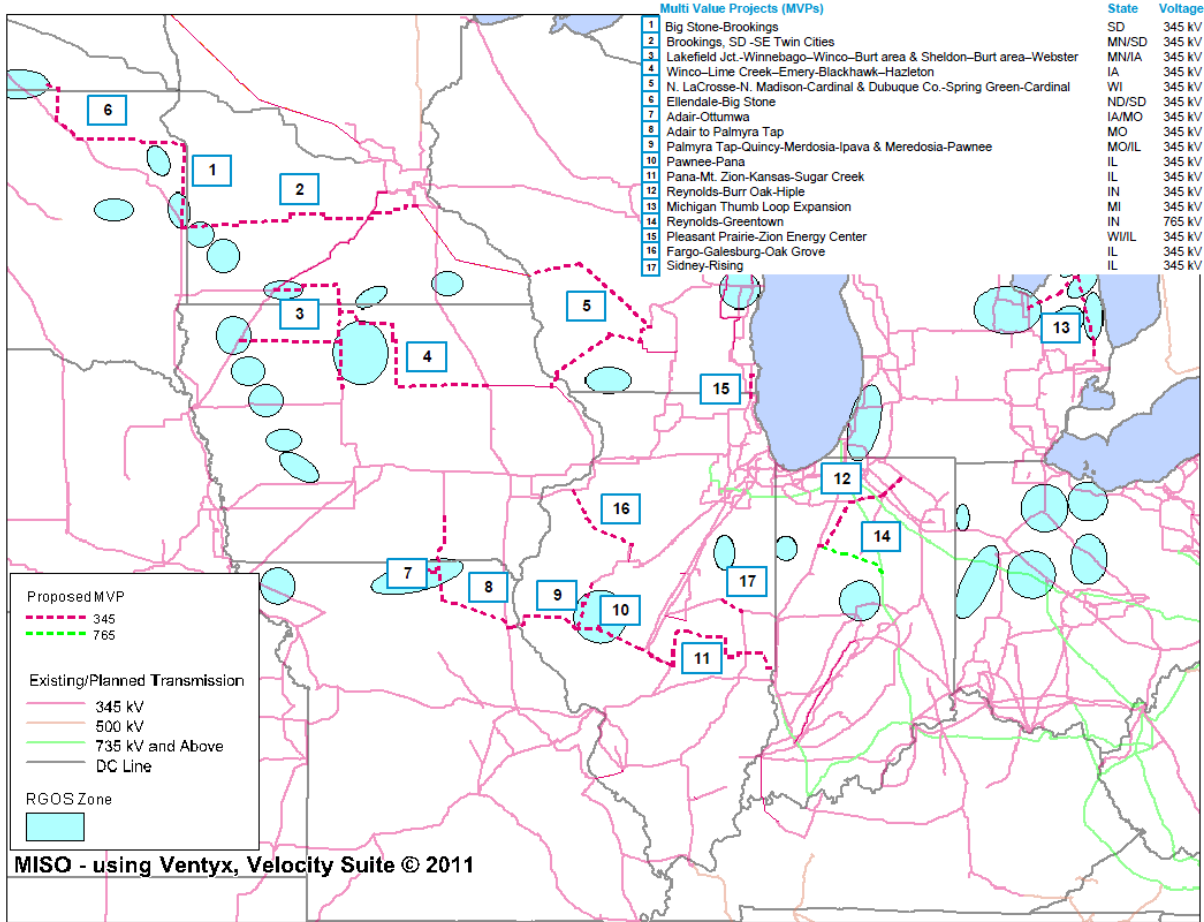 Multi Value Projects (MVPs) State Voltage
1 Big Stone-Brookings SD 345 kV
2 Brookings, SD -SE Twin Cities MN/SD 345 kV
3 Lakefield Jct.-Winnebago–Winco–Burt area & Sheldon–Burt area–Webster MN/IA 345 kV
4 Winco–Lime Creek–Emery-Blackhawk–Hazleton IA 345 kV
5 N. LaCrosse-N. Madison-Cardinal & Dubuque Co.-Spring Green-Cardinal WI 345 kV
6 Ellendale-Big Stone ND/SD 345 kV
7 Adair-Ottumwa IA/MO 345 kV
8 Adair to Palmyra Tap MO 345 kV
9 Palmyra Tap-Quincy-Merdosia-Ipava & Meredosia-Pawnee MO/IL 345 kV
10 Pawnee-Pana IL 345 kV
11 Pana-Mt. Zion-Kansas-Sugar Creek IL 345 kV
12 Reynolds-Burr Oak-Hiple IN 345 kV
13 Michigan Thumb Loop Expansion MI 345 kV
14 Reynolds-Greentown IN 765 kV
15 Pleasant Prairie-Zion Energy Center WI/IL 345 kV
16 Fargo-Galesburg-Oak Grove IL 345 kV
17 Sidney-Rising IL 345 kV
6
1
2
3
5
13
4
15
12
16
14
7
8
9
10
17
11
Proposed MVP
345
765
Existing/Planned Transmission
345 kV
500 kV
735 kV and Above
DC Line
RGOS Zone
MISO - using Ventyx, Velocity Suite © 2011